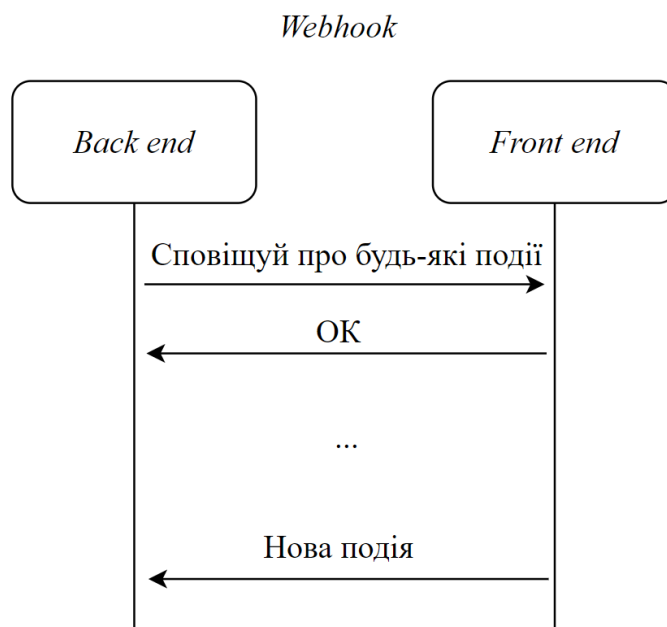 Webhook
Back end
Front end
Сповіщуй про будь-які події
ОК
...
Нова подія